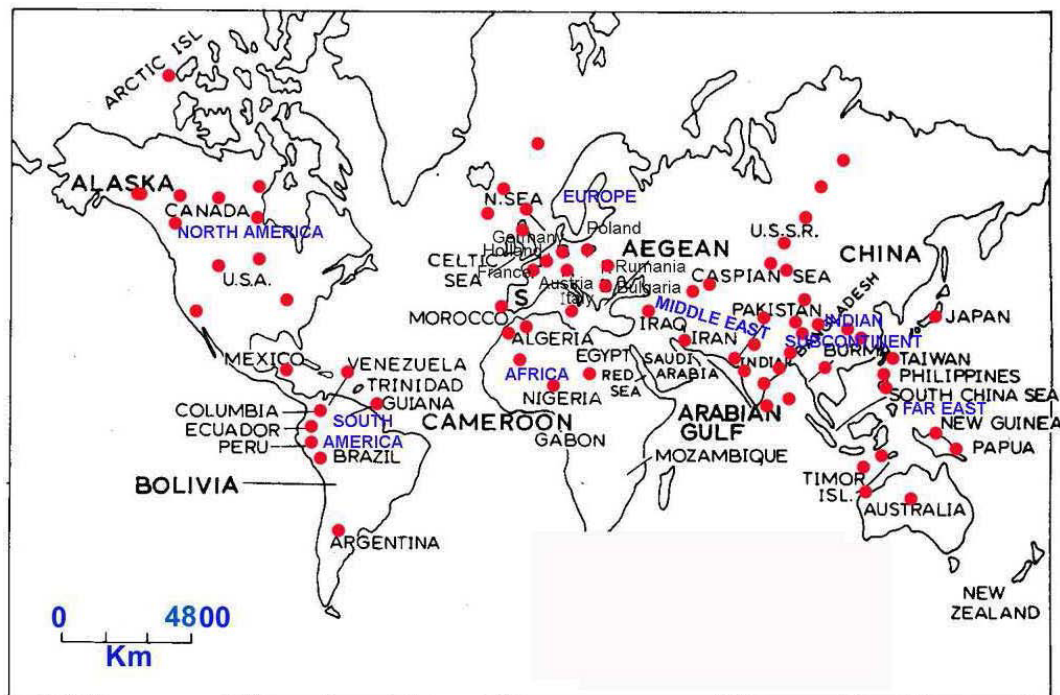 ARCTIC ISL
ALASKA
CANADA
NORTH AMERICA
U.S.A.
MEXICO
VENEZUELA
TRINIDAD
GUIANA
COLUMBIA
ECUADOR
PERU
SOUTH
AMERICA
BRAZIL
BOLIVIA
ARGENTINA
N.SEA
EUROPE
Germany
Poland
Holland
CELTIC
SEA
France
AEGEAN
Rumania
Austria
Bulgaria
Italy
S
MOROCCO
ALGERIA
EGYPT
RED
SEA
SAUDI
ARABIA
AFRICA
NIGERIA
CAMEROON
GABON
MOZAMBIQUE
U.S.S.R.
CHINA
CASPIAN SEA
MIDDLE EAST
IRAQ
IRAN
PAKISTAN
INDIAN
SUBCONTINENT
INDIA
BURMA
ARABIAN
GULF
JAPAN
TAIWAN
PHILIPPINES
SOUTH CHINA SEA
FAR EAST
NEW GUINEA
PAPUA
TIMOR
ISL.
AUSTRALIA
NEW
ZEALAND
0 4800
Km